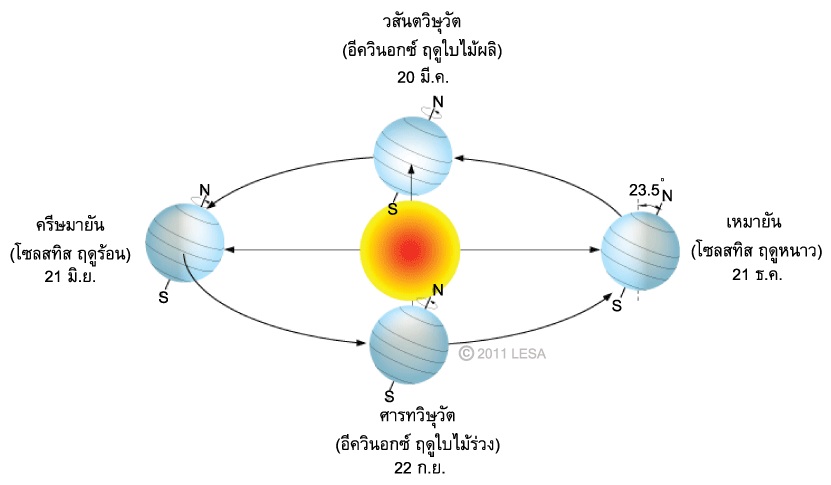 วสันตวิษุวัต
(อีควินอกซ์ ฤดูใบไม้ผลิ)
20 มี.ค.
N
S
ครีษมายัน
(โซลสทิส ฤดูร้อน)
21 มิ.ย.
N
S
23.5°
N
S
เหมายัน
(โซลสทิส ฤดูหนาว)
21 ธ.ค.
N
S
© 2011 LESA
ศารทวิษุวัต
(อีควินอกซ์ ฤดูใบไม้ร่วง)
22 ก.ย.